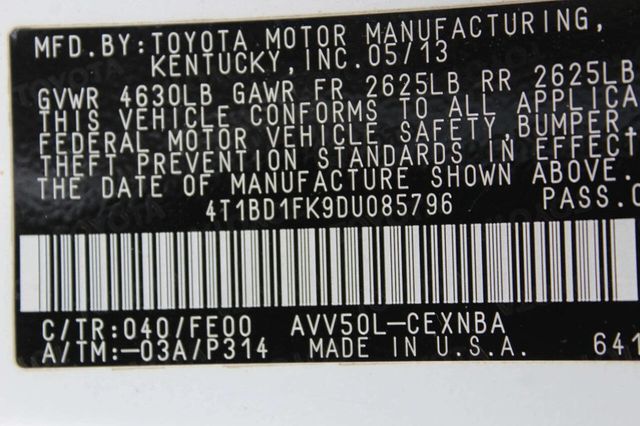 MFD.BY:TOYOTA MOTOR MANUFACTURING,
KENTUCKY,INC.05/13
GVWR 4630LB GAWR FR 2625LB RR 2625LB
THIS VEHICLE CONFORMS TO ALL APPLICA
FEDERAL MOTOR VEHICLE SAFETY,BUMPER,
THEFT PREVENTION STANDARDS IN EFFECT
THE DATE OF MANUFACTURE SHOWN ABOVE.
4T1BD1FK9DU085796 PASS.C
C/TR:040/FE00 AVV50L-CEXNBA
A/TM:-03A/P314 MADE IN U.S.A. 641